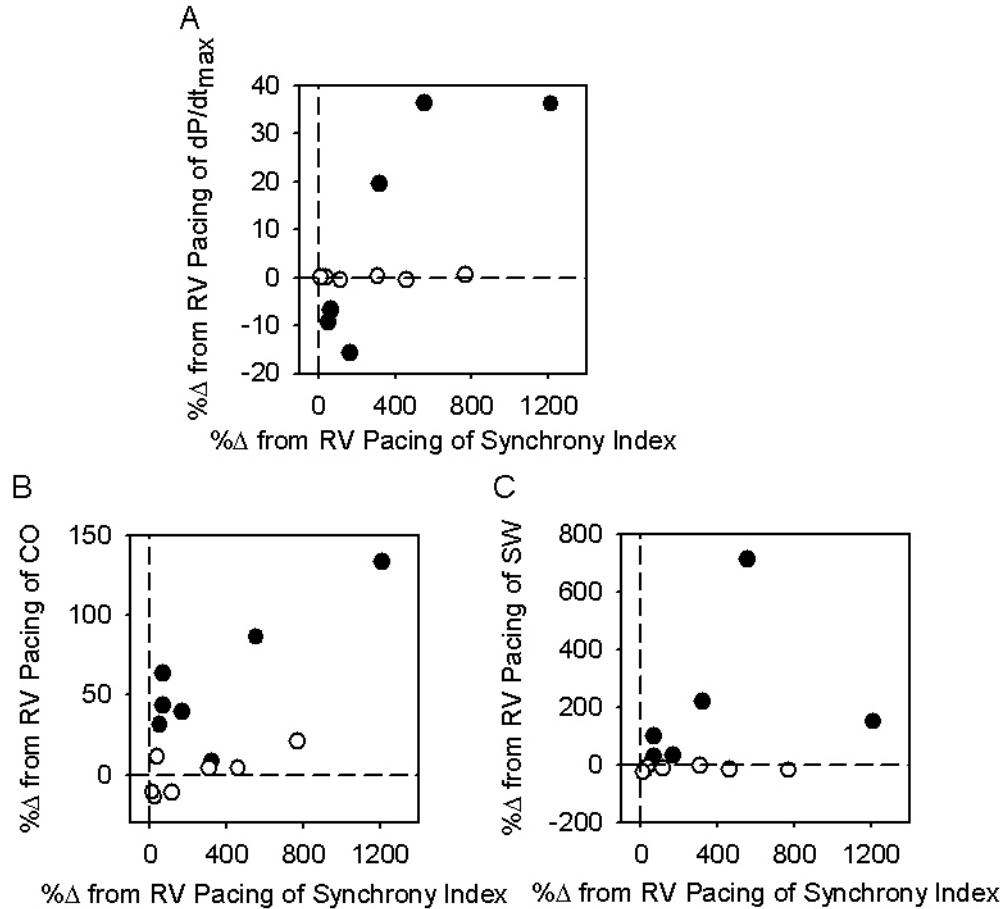 A
%Δ from RV Pacing of dP/dtmax
40
30
20
10
0
-10
-20
0 400 800 1200
%Δ from RV Pacing of Synchrony Index
B
%Δ from RV Pacing of CO
150
100
50
0
0 400 800 1200
%Δ from RV Pacing of Synchrony Index
C
%Δ from RV Pacing of SW
800
600
400
200
0
-200
0 400 800 1200
%Δ from RV Pacing of Synchrony Index